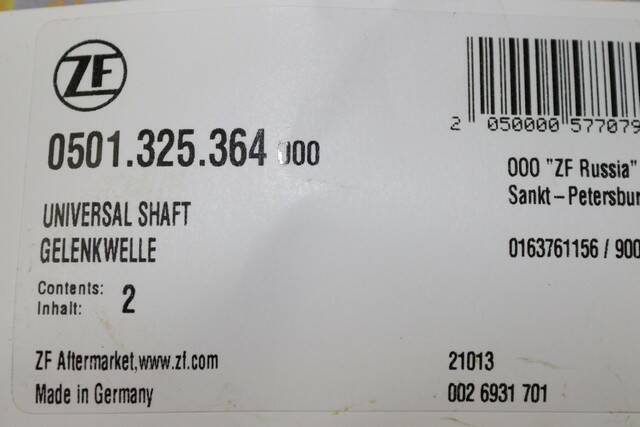 ZF
2 050000 577079
0501.325.364 000
OOO "ZF Russia"
Sankt-Petersbur
UNIVERSAL SHAFT
GELENKWELLE
0163761156 / 900
Contents:
Inhalt: 2
ZF Aftermarket,www.zf.com
21013
Made in Germany
002 6931 701